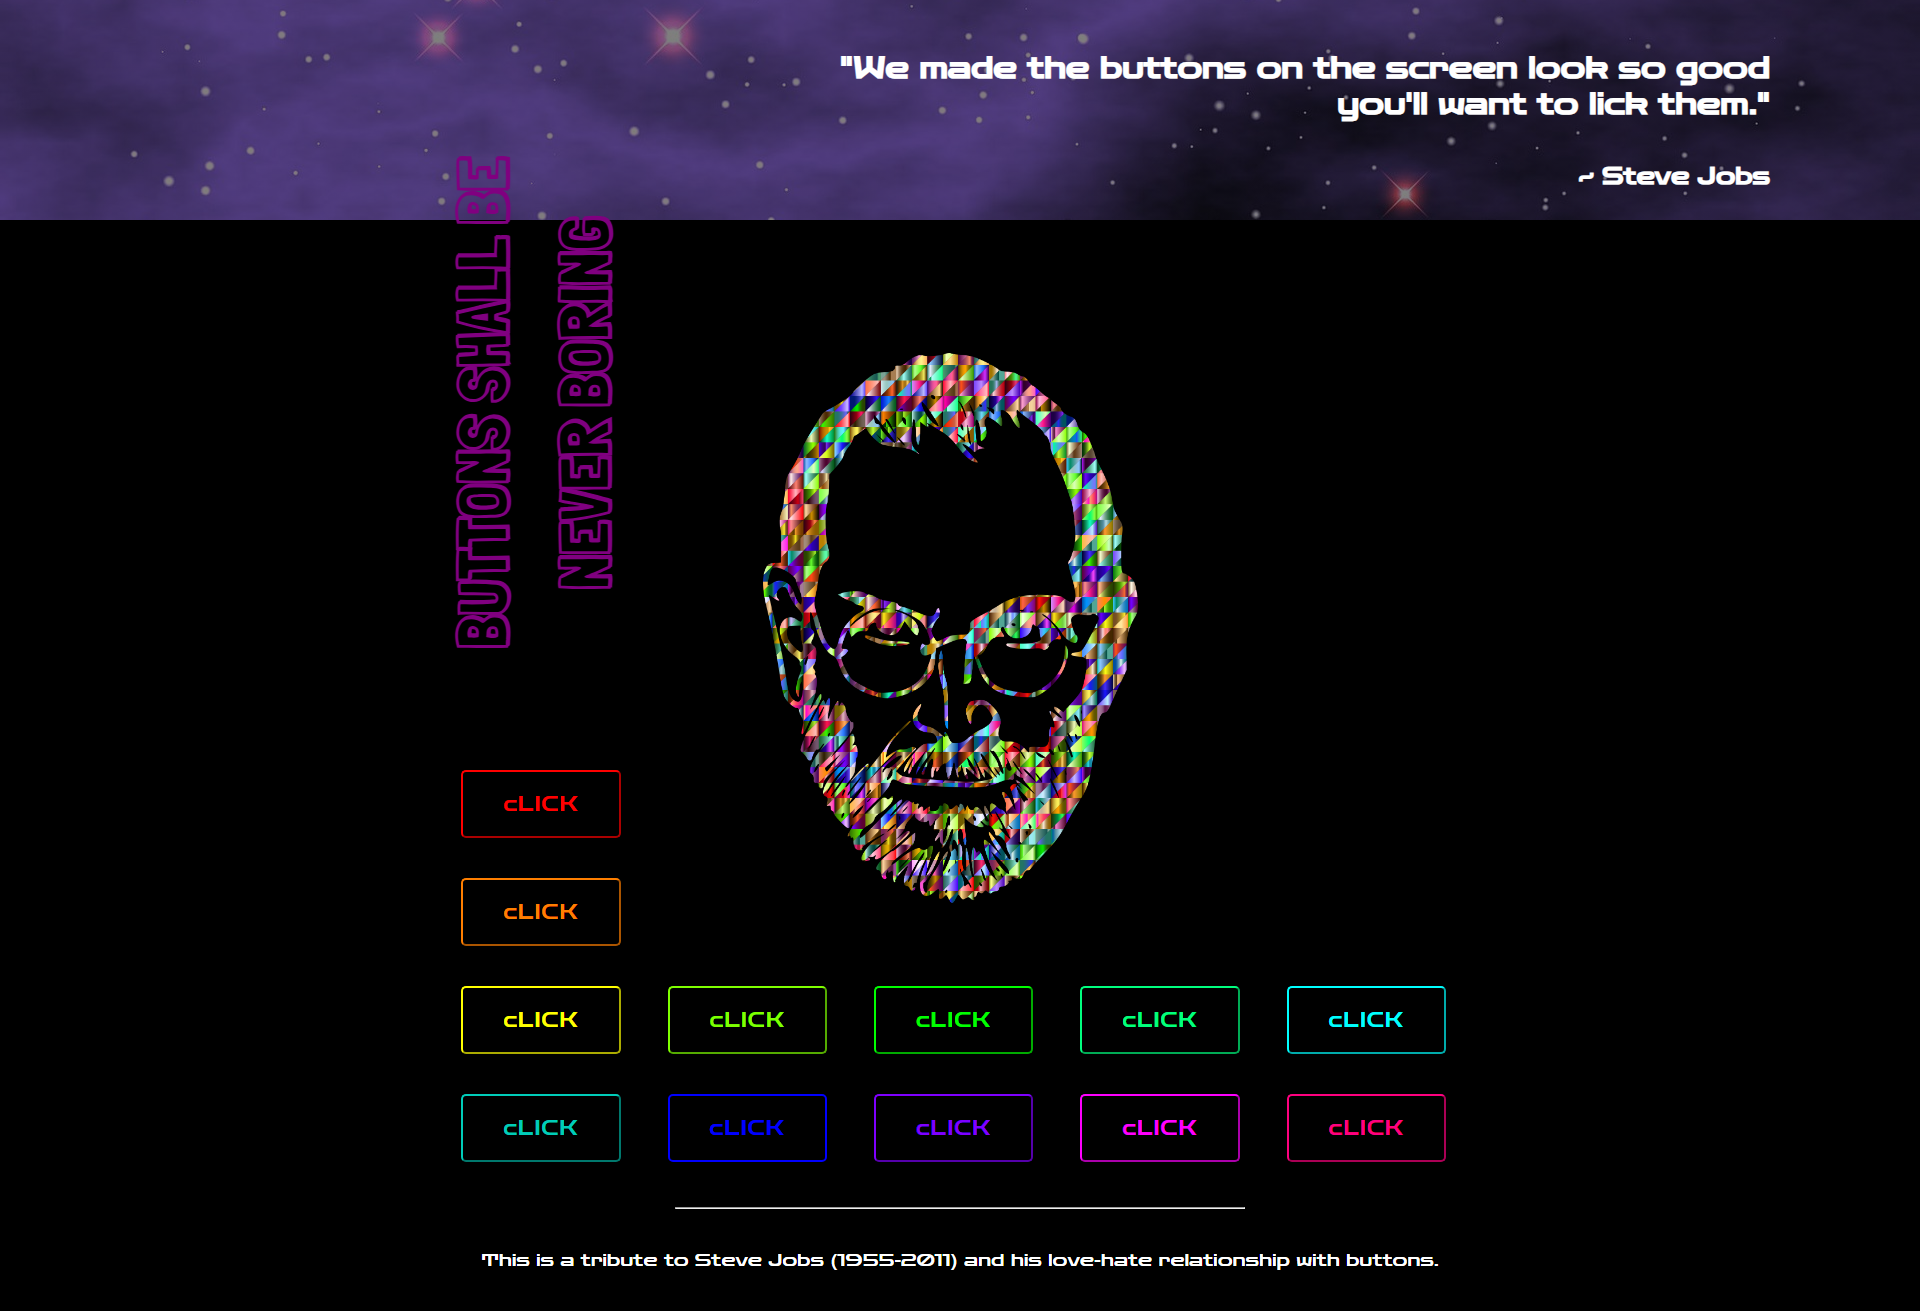 "We made the buttons on the screen look so good
you'll want to lick them."
~ Steve Jobs
BUTTONS SHALL BE
NEVER BORING
cLICK
cLICK
cLICK cLICK cLICK cLICK cLICK
cLICK cLICK cLICK cLICK cLICK
This is a tribute to Steve Jobs (1955-2011) and his love-hate relationship with buttons.